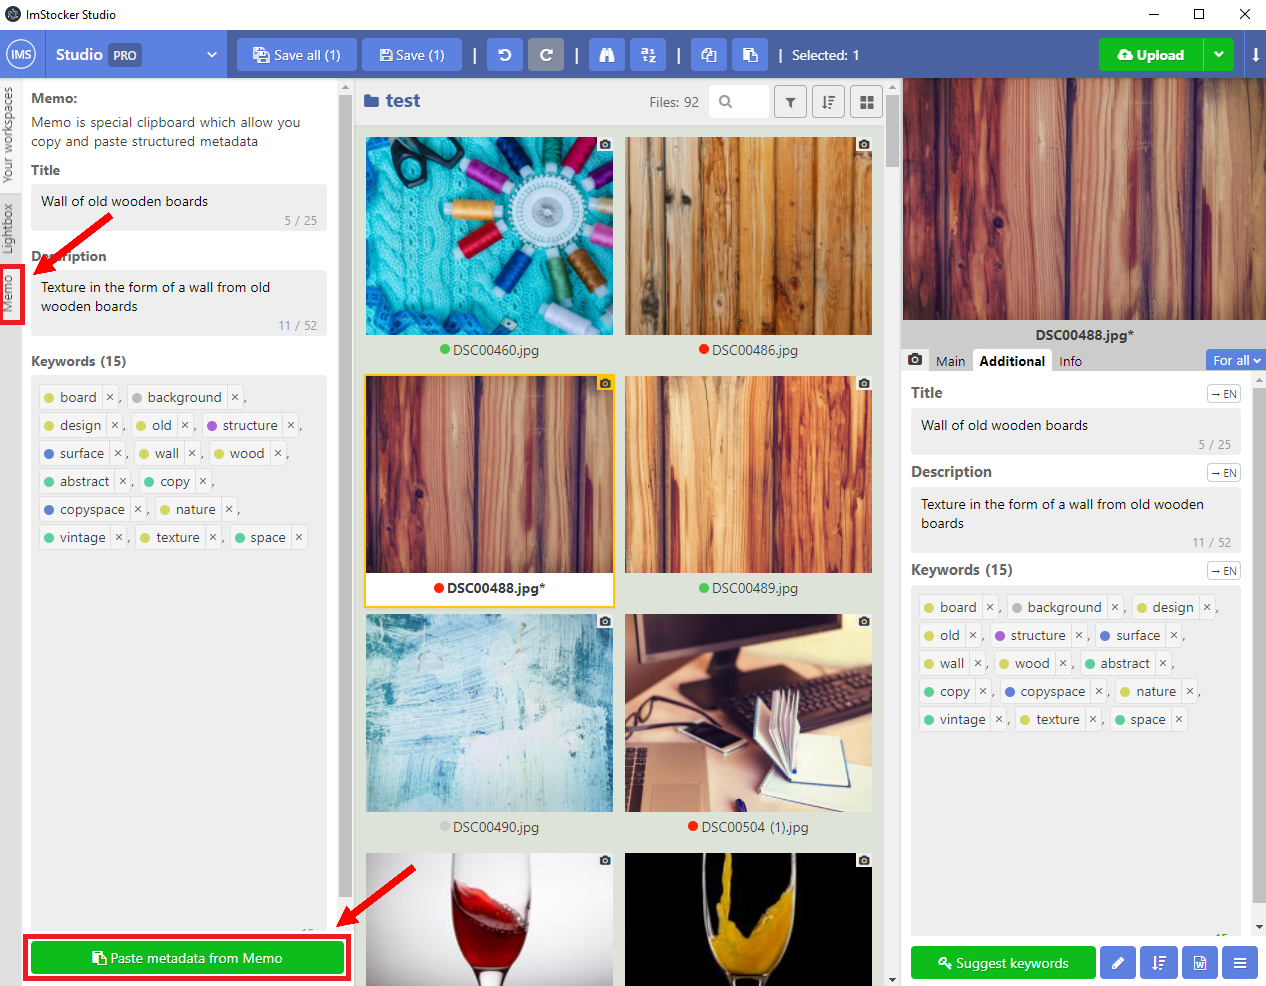 ImStocker Studio
IMS Studio PRO Save all (1) Save (1) Selected: 1 Upload
Your workspaces
Lightbox
Memo
Memo:
Memo is special clipboard which allow you
copy and paste structured metadata
Title
Wall of old wooden boards
5 / 25
Description
Texture in the form of a wall from old
wooden boards
11 / 52
Keywords (15)
board ×, background ×,
design ×, old ×, structure ×,
surface ×, wall ×, wood ×,
abstract ×, copy ×,
copyspace ×, nature ×,
vintage ×, texture ×, space ×
Paste metadata from Memo
test Files: 92
DSC00460.jpg
DSC00486.jpg
DSC00488.jpg*
DSC00489.jpg
DSC00490.jpg
DSC00504 (1).jpg
DSC00488.jpg*
Main Additional Info For all
Title → EN
Wall of old wooden boards
5 / 25
Description → EN
Texture in the form of a wall from old wooden
boards
11 / 52
Keywords (15) → EN
board ×, background ×, design ×,
old ×, structure ×, surface ×,
wall ×, wood ×, abstract ×,
copy ×, copyspace ×, nature ×,
vintage ×, texture ×, space ×
Suggest keywords